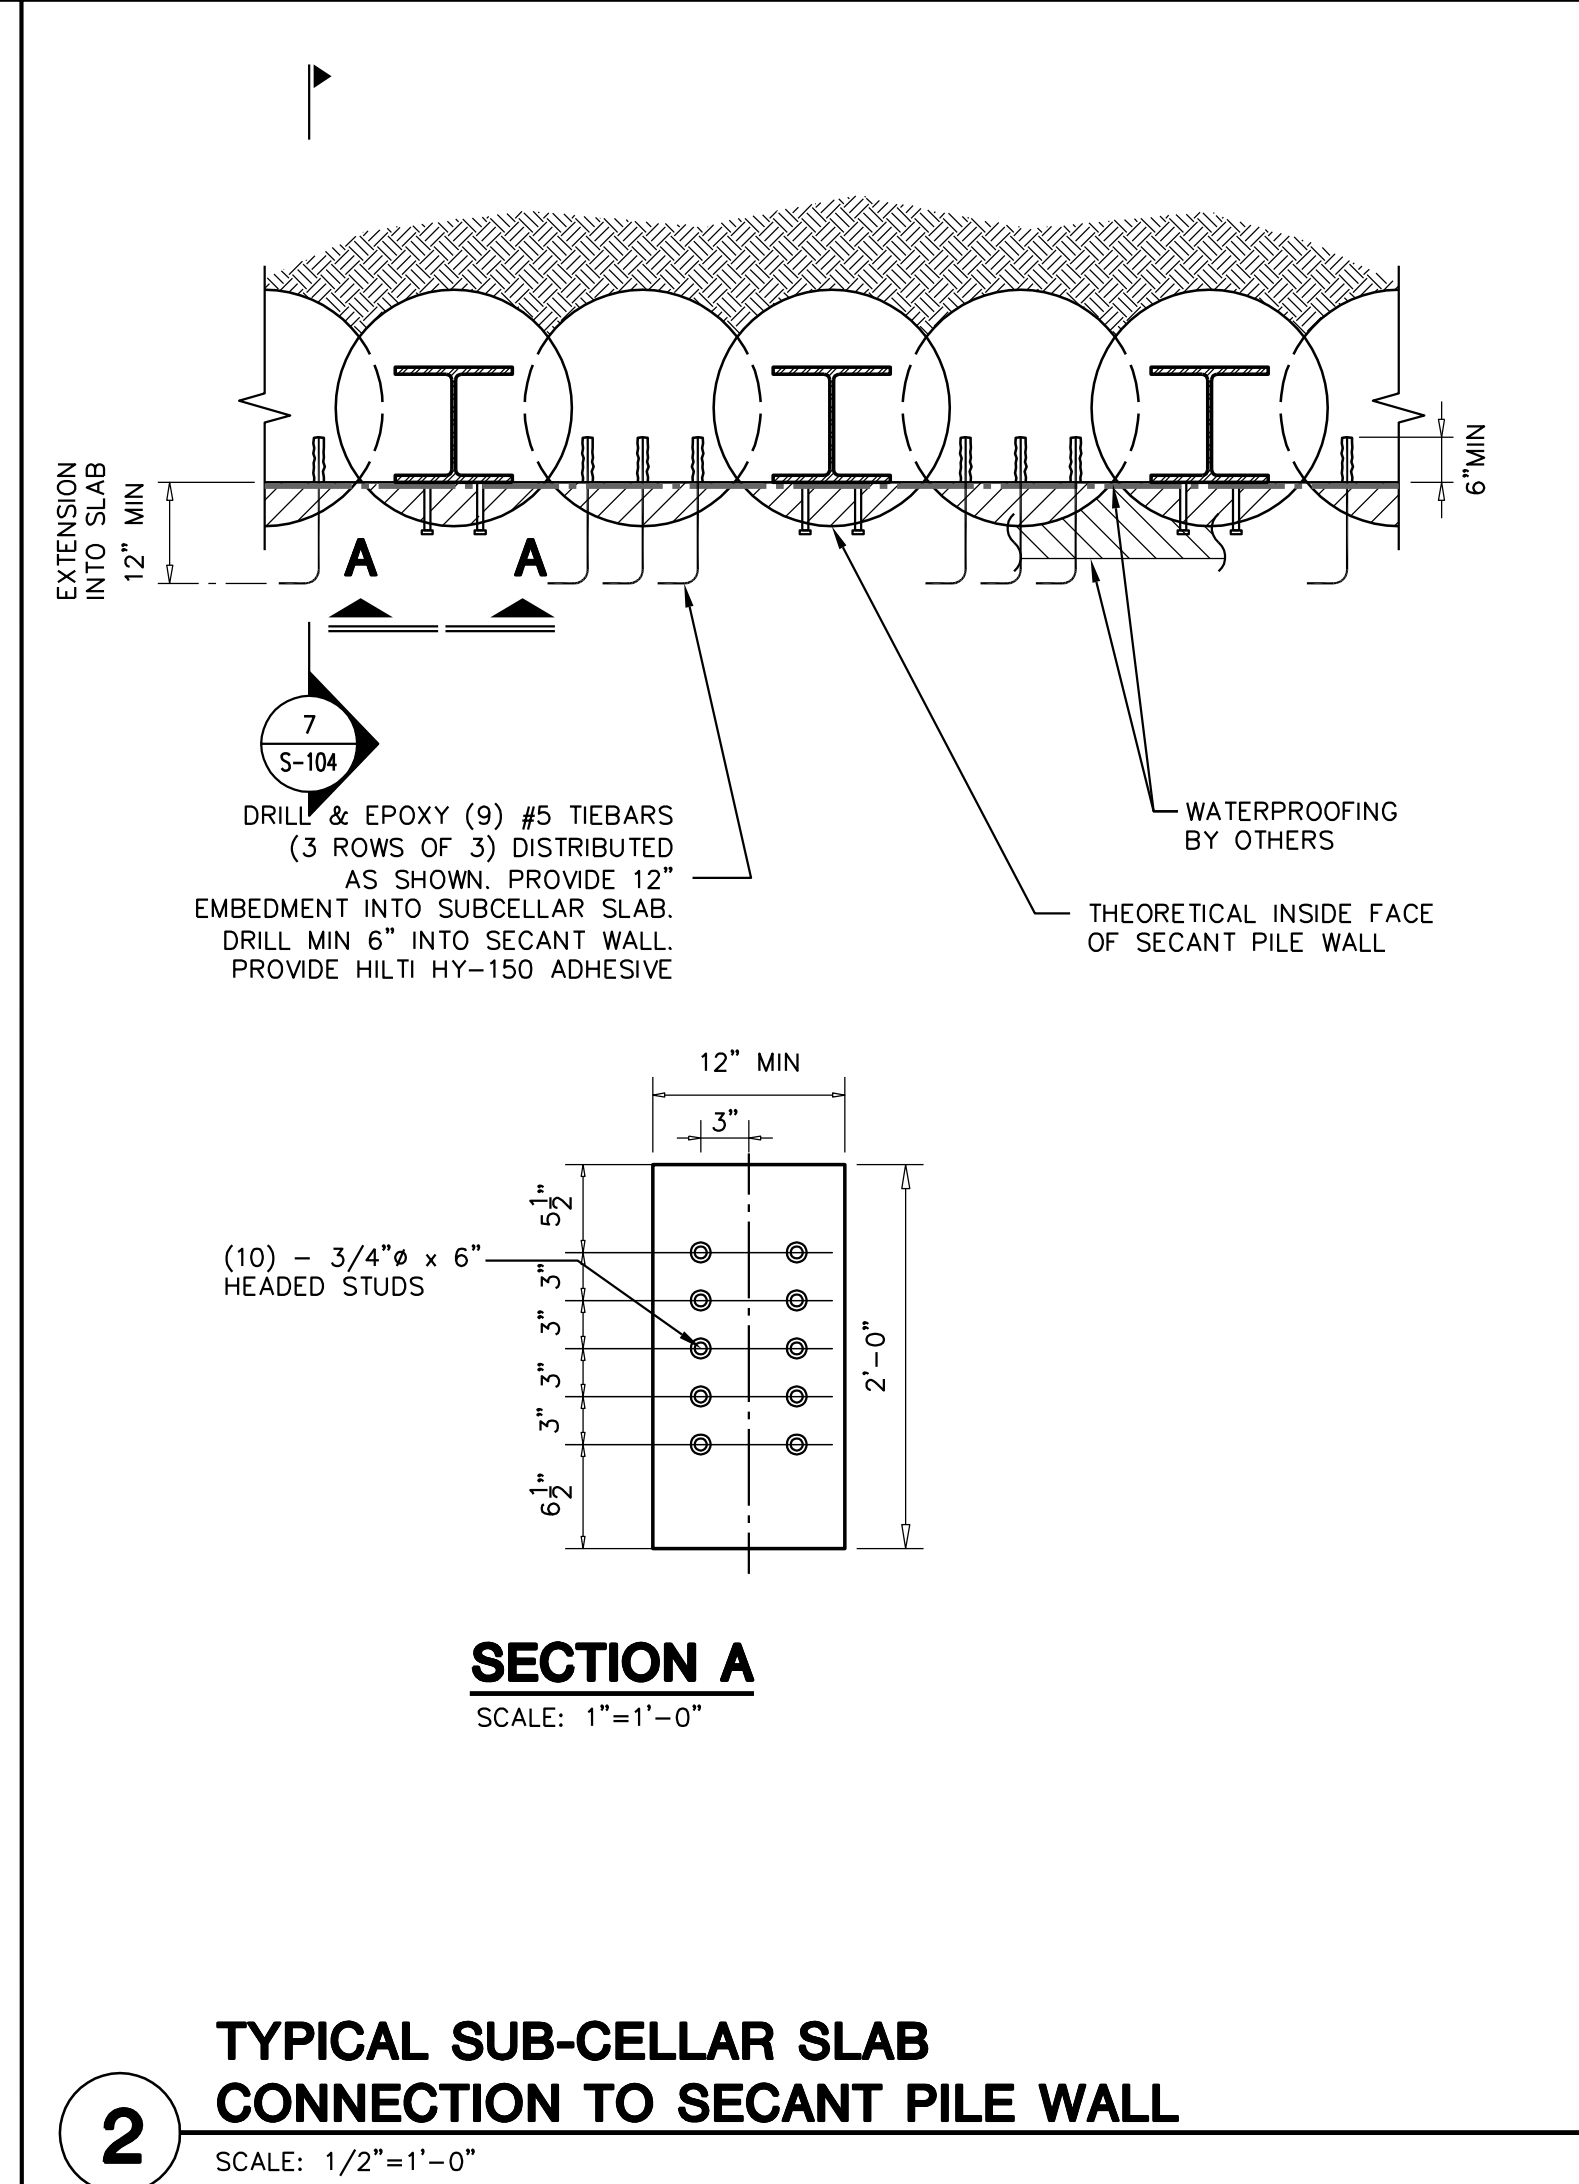 EXTENSION
INTO SLAB
12" MIN
6"MIN
A A
7
S-104
DRILL & EPOXY (9) #5 TIEBARS
(3 ROWS OF 3) DISTRIBUTED
AS SHOWN. PROVIDE 12"
EMBEDMENT INTO SUBCELLAR SLAB.
DRILL MIN 6" INTO SECANT WALL.
PROVIDE HILTI HY-150 ADHESIVE
WATERPROOFING
BY OTHERS
THEORETICAL INSIDE FACE
OF SECANT PILE WALL
12" MIN
3"
5 1/2"
3"
3"
3"
3"
6 1/2"
2'-0"
(10) - 3/4"ø x 6"
HEADED STUDS
SECTION A
SCALE: 1"=1'-0"
2
TYPICAL SUB-CELLAR SLAB
CONNECTION TO SECANT PILE WALL
SCALE: 1/2"=1'-0"